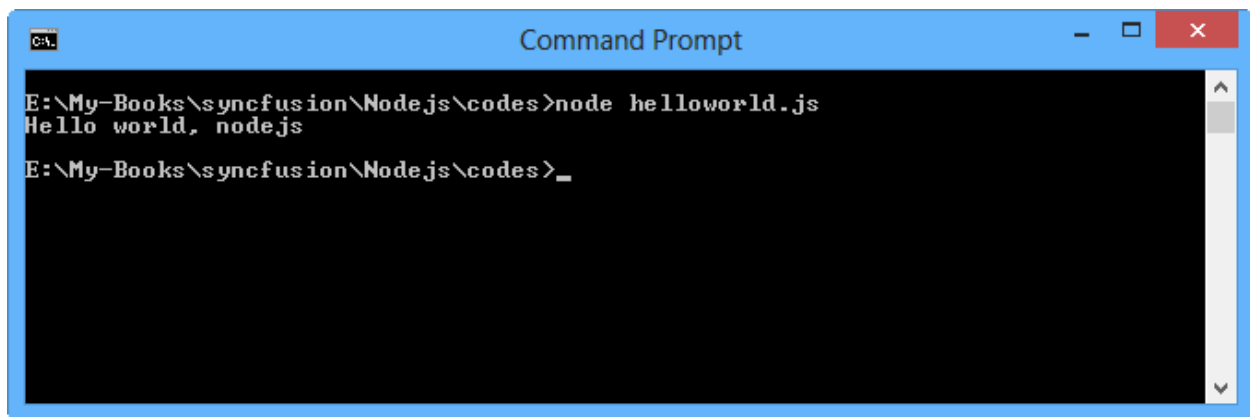 C:\.
Command Prompt
E:\My-Books\syncfusion\Nodejs\codes>node helloworld.js
Hello world, nodejs
E:\My-Books\syncfusion\Nodejs\codes>_